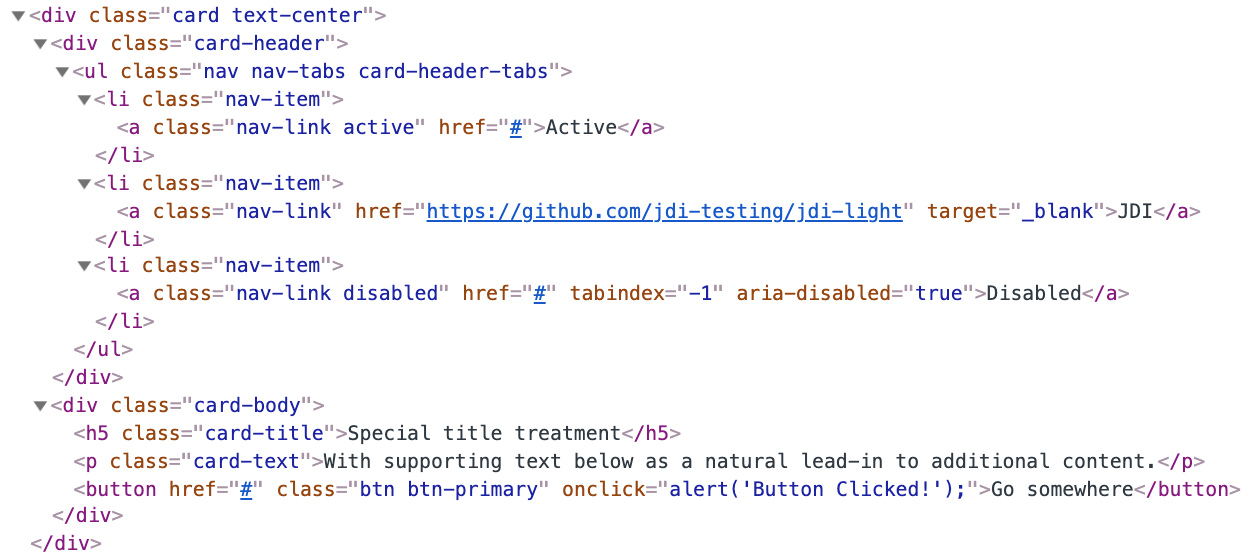 ▼<div class="card text-center">
▼<div class="card-header">
▼<ul class="nav nav-tabs card-header-tabs">
▼<li class="nav-item">
<a class="nav-link active" href="#">Active</a>
</li>
▼<li class="nav-item">
<a class="nav-link" href="https://github.com/jdi-testing/jdi-light" target="_blank">JDI</a>
</li>
▼<li class="nav-item">
<a class="nav-link disabled" href="#" tabindex="-1" aria-disabled="true">Disabled</a>
</li>
</ul>
</div>
▼<div class="card-body">
<h5 class="card-title">Special title treatment</h5>
<p class="card-text">With supporting text below as a natural lead-in to additional content.</p>
<button href="#" class="btn btn-primary" onclick="alert('Button Clicked!');">Go somewhere</button>
</div>
</div>